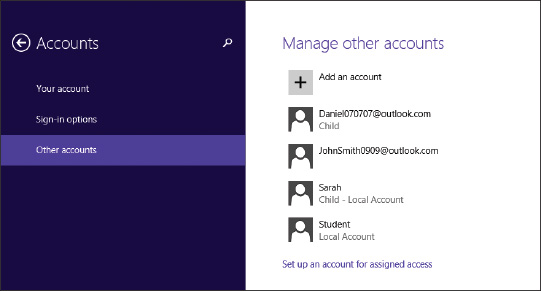 Accounts
Your account
Sign-in options
Other accounts
Manage other accounts
Add an account
Daniel070707@outlook.com
Child
JohnSmith0909@outlook.com
Sarah
Child - Local Account
Student
Local Account
Set up an account for assigned access